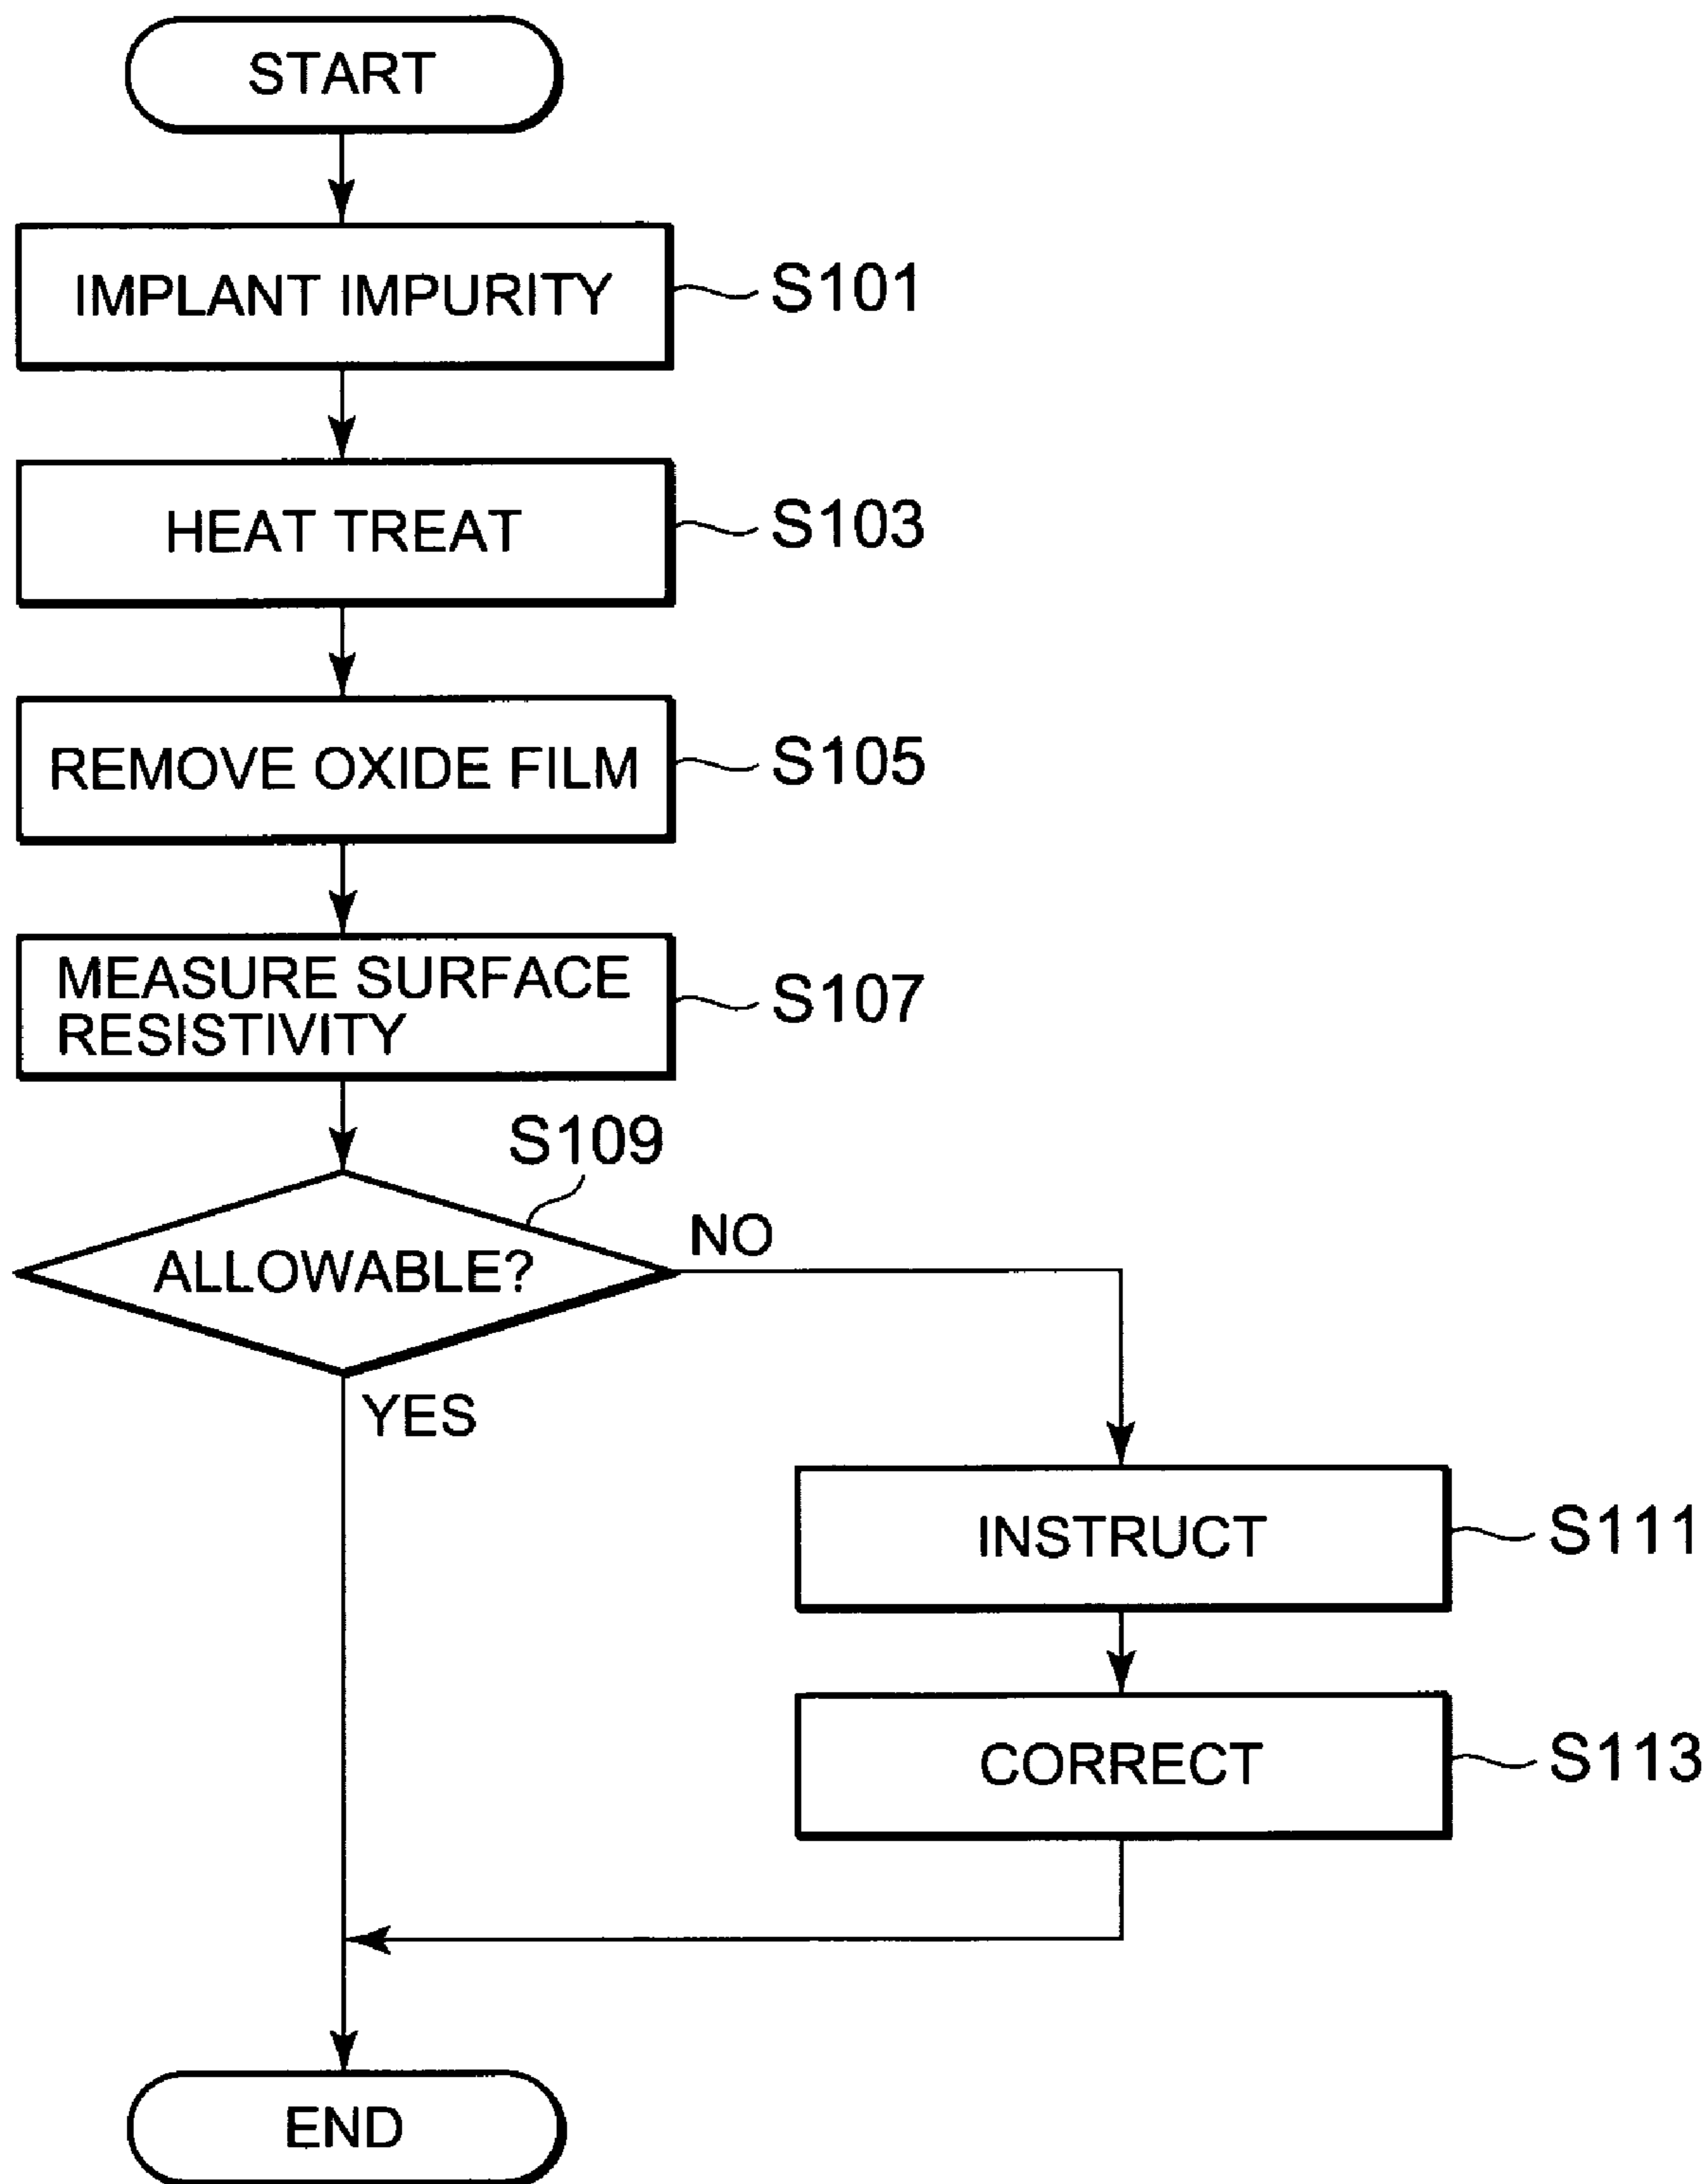 START
IMPLANT IMPURITY
S101
HEAT TREAT
S103
REMOVE OXIDE FILM
S105
MEASURE SURFACE
RESISTIVITY
S107
S109
ALLOWABLE?
NO
YES
INSTRUCT
S111
CORRECT
S113
END